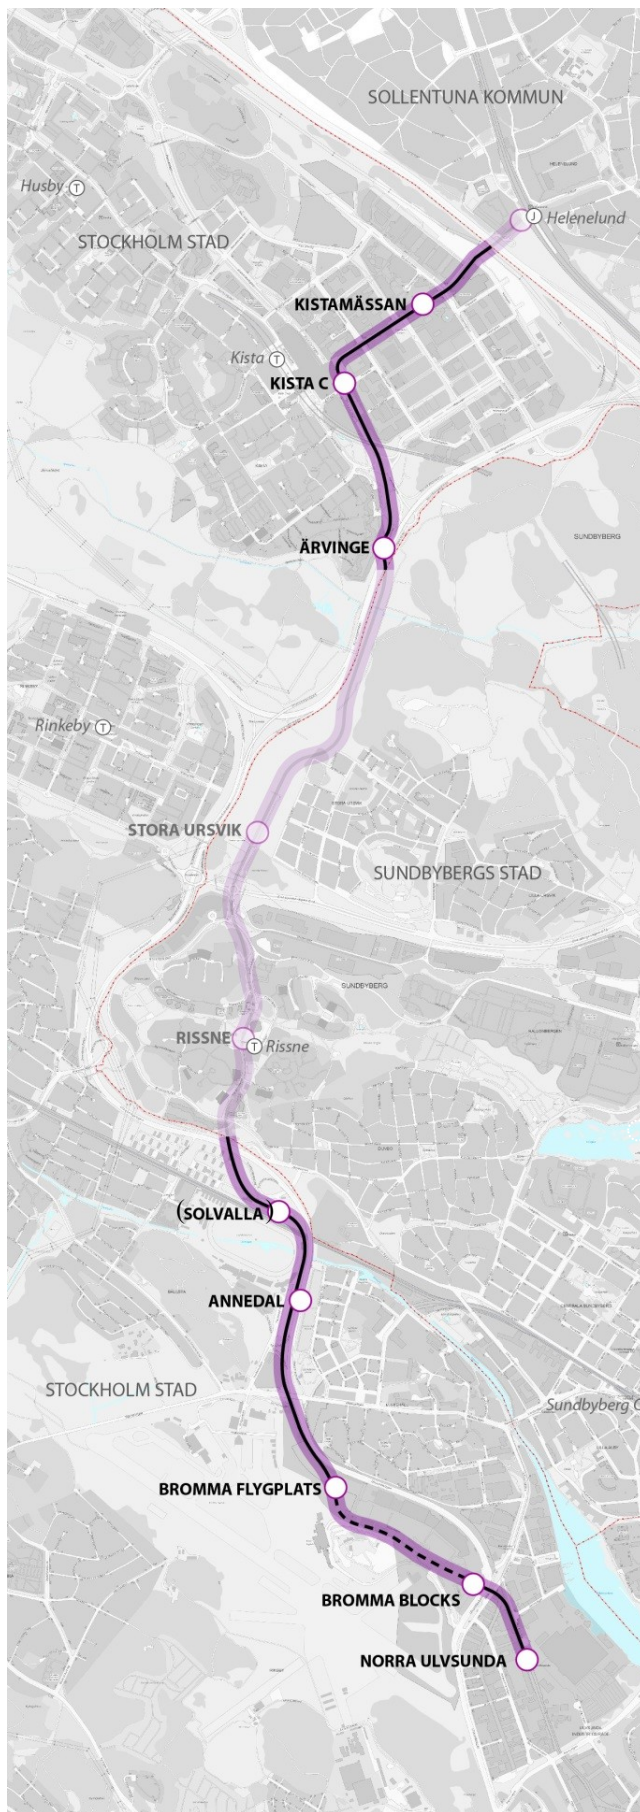 SOLLENTUNA KOMMUN
Husby T
J Helenelund
STOCKHOLM STAD
KISTAMÄSSAN
Kista T
KISTA C
SUNDBYBERG
ÄRVINGE
Rinkeby T
STORA URSVIK
SUNDBYBERGS STAD
SUNDBYBERG
RISSNE
T Rissne
(SOLVALLA)
ANNEDAL
STOCKHOLM STAD
Sundbyberg C
BROMMA FLYGPLATS
BROMMA BLOCKS
NORRA ULVSUNDA